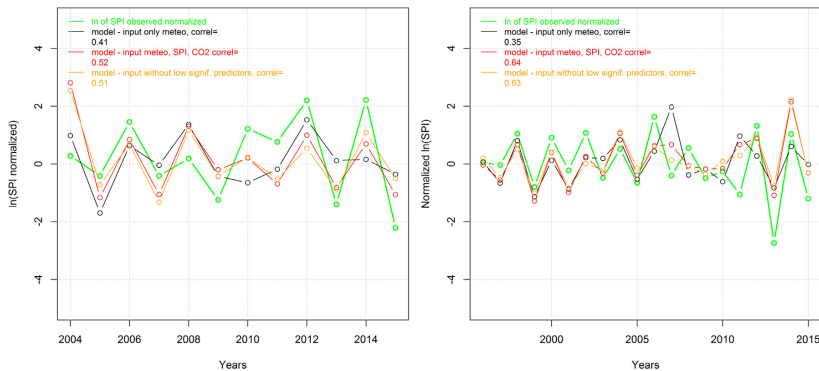 ln of SPI observed normalized
model - input only meteo, correl=
0.41
model - input meteo, SPI, CO2 correl=
0.52
model - input without low signif. predictors, correl=
0.51
ln(SPI normalized)
4
2
0
-2
-4
2004 2006 2008 2010 2012 2014
Years
ln of SPI observed normalized
model - input only meteo, correl=
0.35
model - input meteo, SPI, CO2 correl=
0.64
model - input without low signif. predictors, correl=
0.63
Normalized ln(SPI)
4
2
0
-2
-4
2000 2005 2010 2015
Years